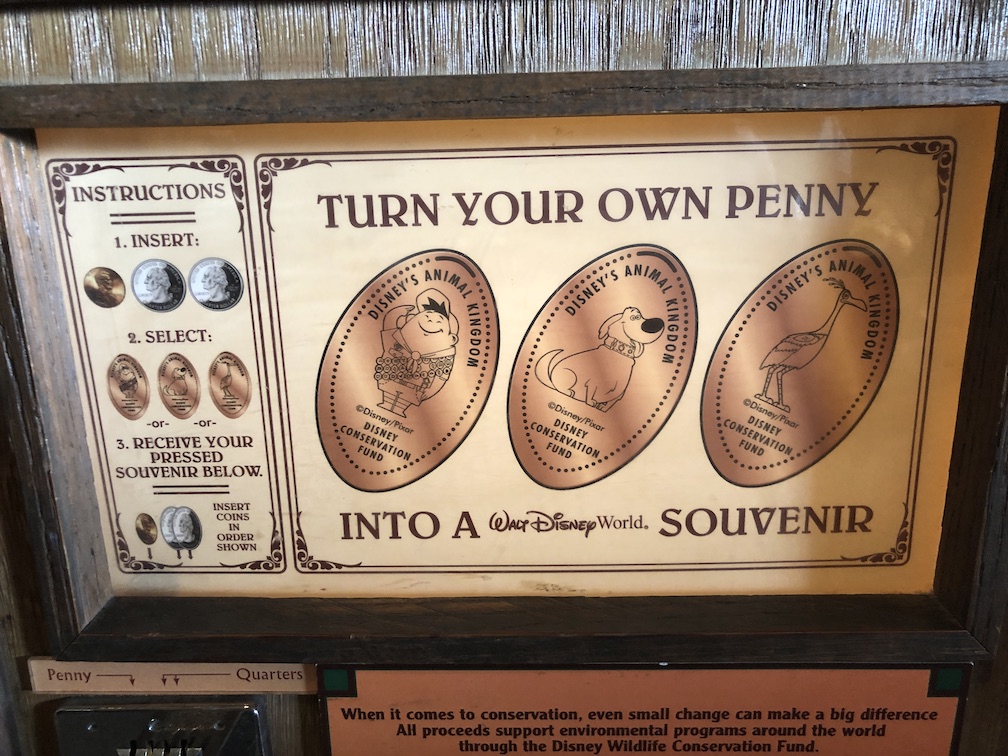 INSTRUCTIONS
1. INSERT:
2. SELECT:
-or- -or-
3. RECEIVE YOUR
PRESSED
SOUVENIR BELOW.
INSERT
COINS
IN
ORDER
SHOWN
TURN YOUR OWN PENNY
DISNEY'S ANIMAL KINGDOM
©Disney/Pixar
DISNEY
CONSERVATION
FUND
DISNEY'S ANIMAL KINGDOM
©Disney/Pixar
DISNEY
CONSERVATION
FUND
DISNEY'S ANIMAL KINGDOM
©Disney/Pixar
DISNEY
CONSERVATION
FUND
INTO A Walt Disney World® SOUVENIR
Penny Quarters
When it comes to conservation, even small change can make a big difference
All proceeds support environmental programs around the world
through the Disney Wildlife Conservation Fund.